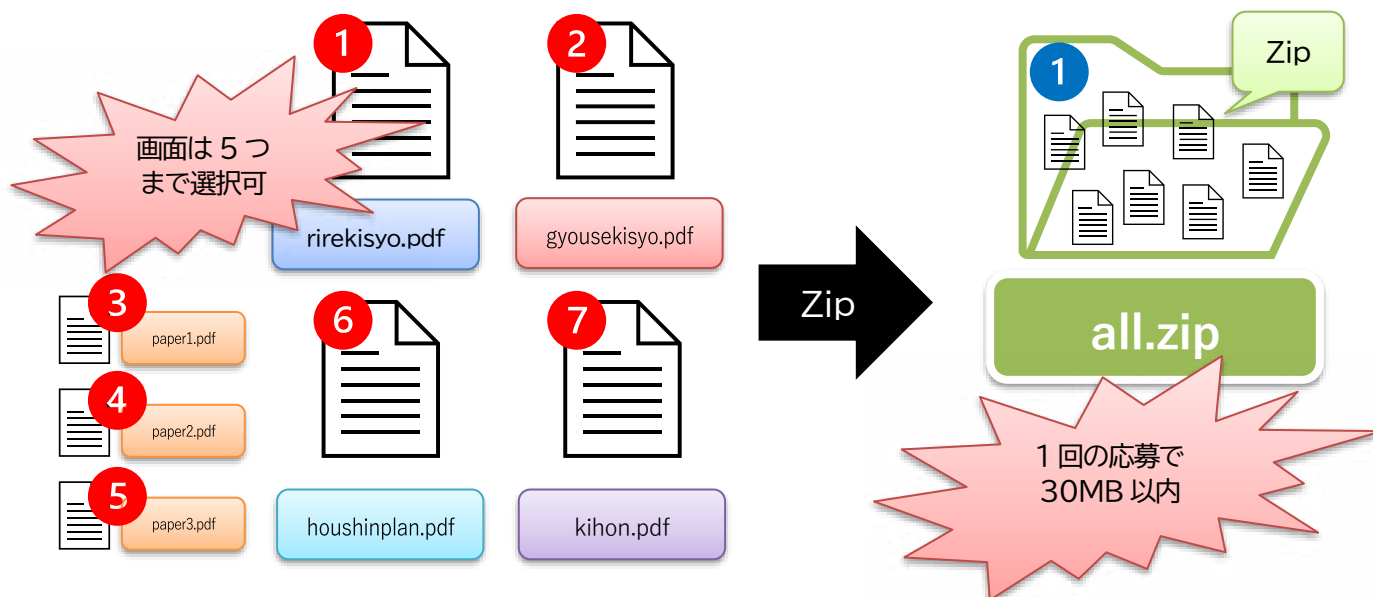 1
2
画面は 5 つ
まで選択可
rirekisyo.pdf
gyousekisyo.pdf
3
paper1.pdf
4
paper2.pdf
5
paper3.pdf
6
7
houshinplan.pdf
kihon.pdf
Zip
1
Zip
all.zip
1 回の応募で
30MB 以内